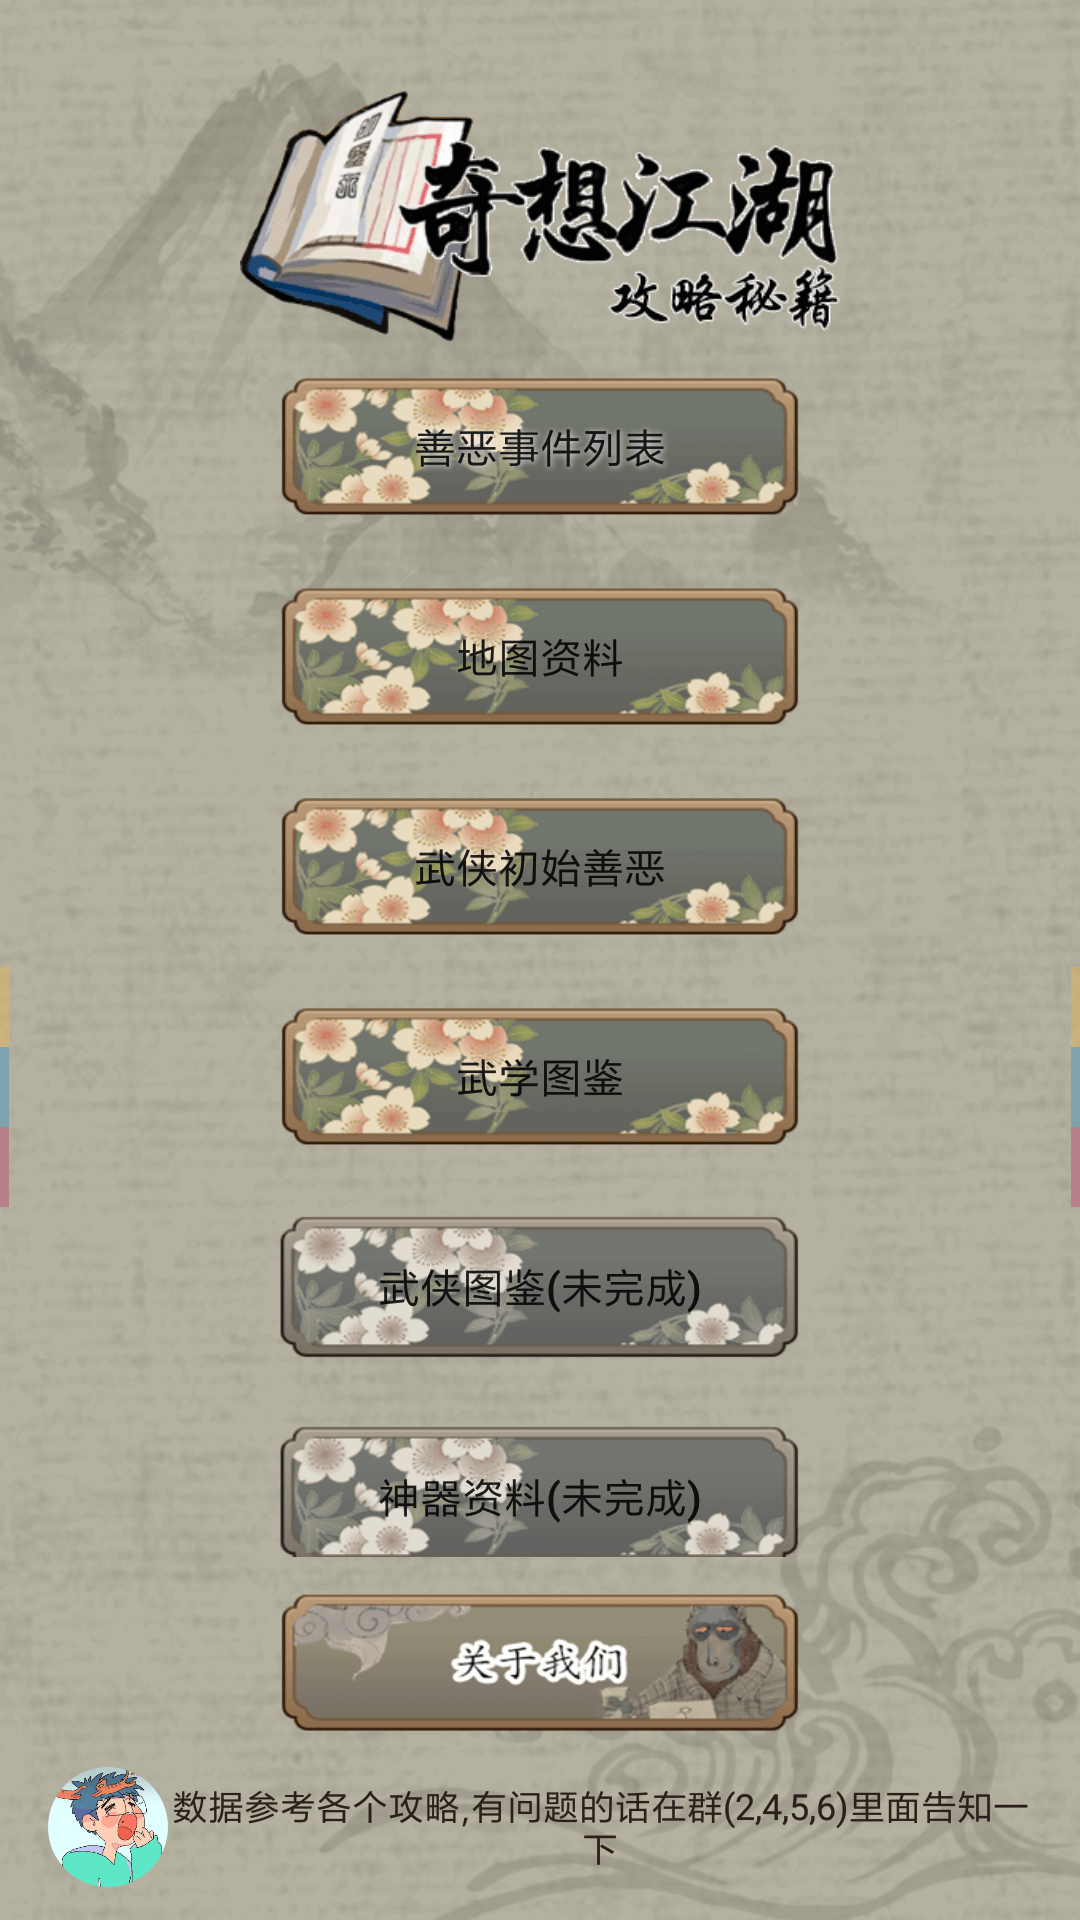 奇想江湖
攻略秘籍
善恶事件列表
地图资料
武侠初始善恶
武学图鉴
武侠图鉴(未完成)
神器资料(未完成)
关于我们
数据参考各个攻略,有问题的话在群(2,4,5,6)里面告知一
下